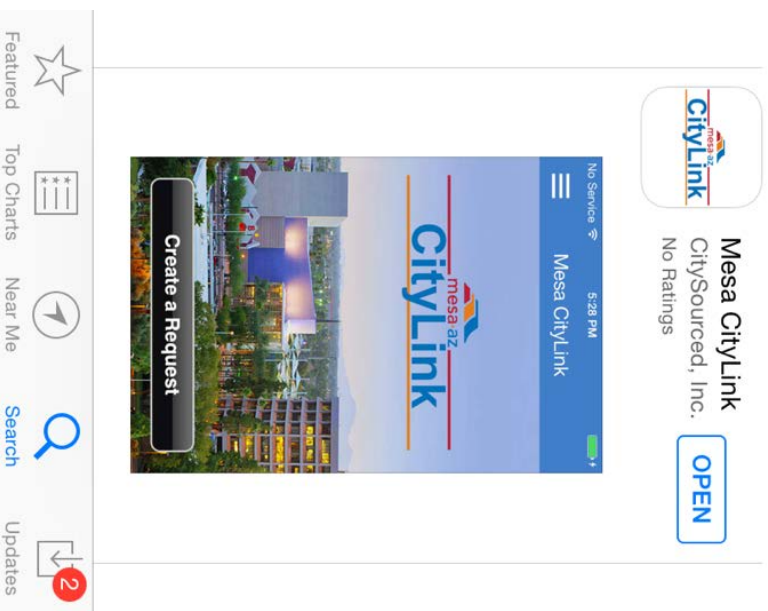 mesa·az
CityLink
Mesa CityLink
CitySourced, Inc.
No Ratings
OPEN
No Service
5:28 PM
Mesa CityLink
mesa·az
CityLink
Create a Request
Featured
Top Charts
Near Me
Search
Updates
2